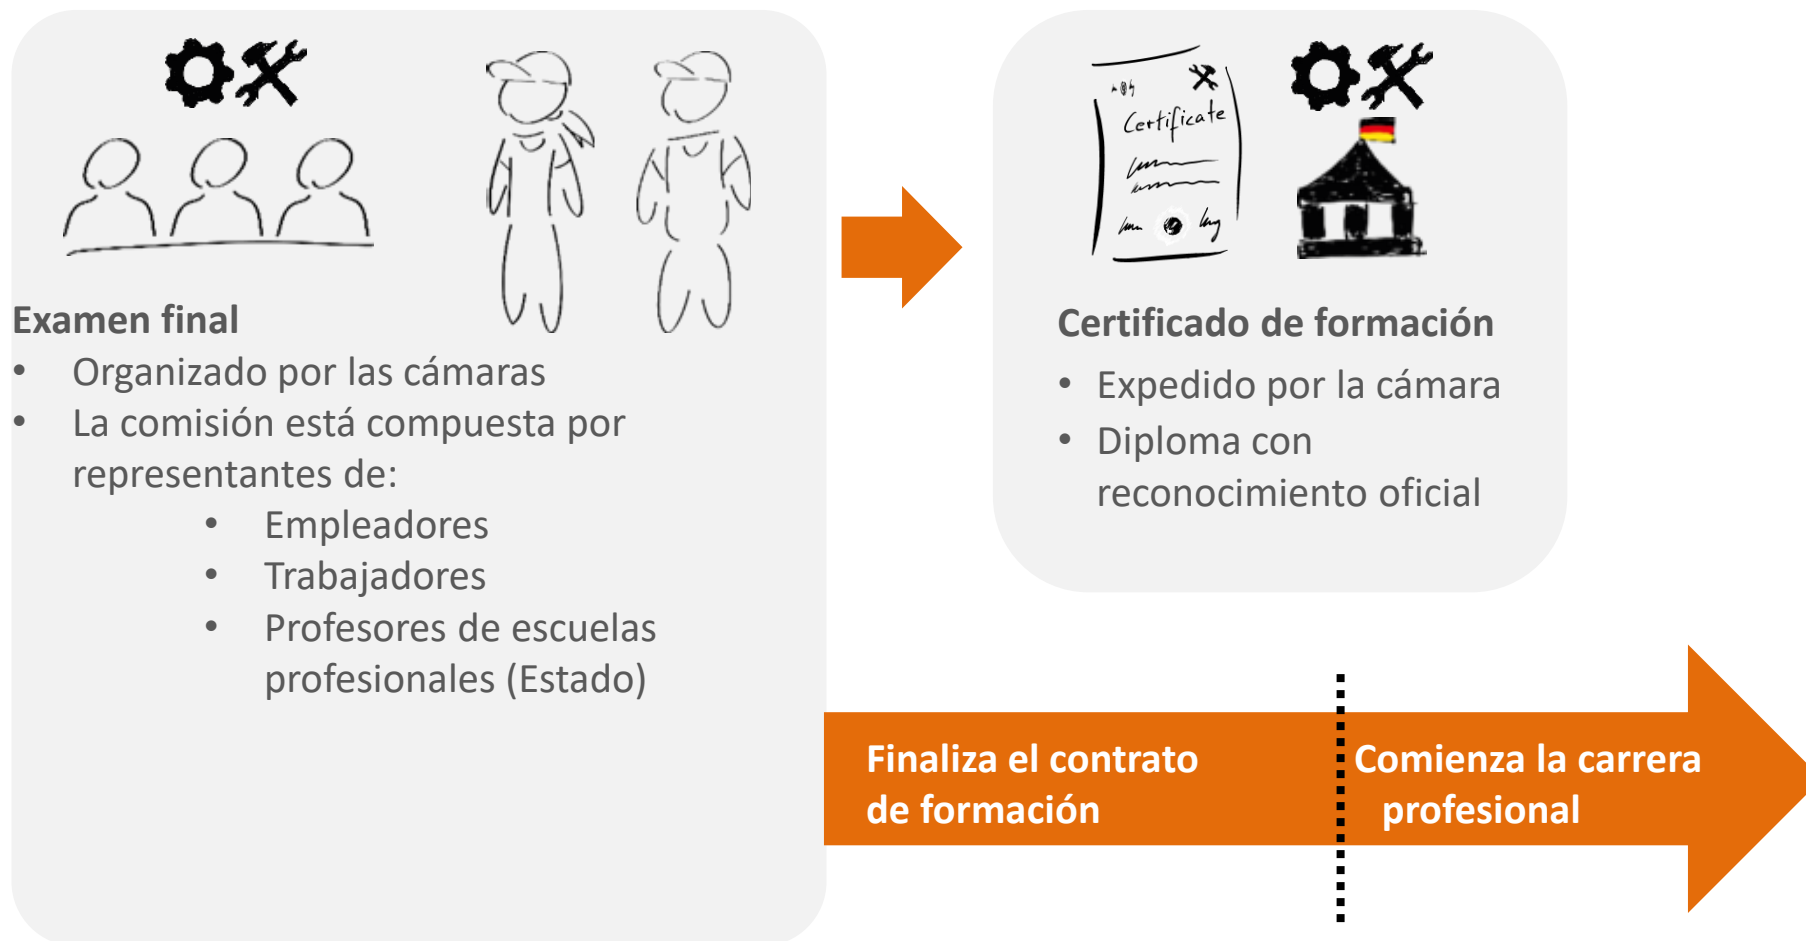 Examen final
• Organizado por las cámaras
• La comisión está compuesta por
representantes de:
• Empleadores
• Trabajadores
• Profesores de escuelas
profesionales (Estado)
Certificate
Certificado de formación
• Expedido por la cámara
• Diploma con
reconocimiento oficial
Finaliza el contrato
de formación
Comienza la carrera
profesional